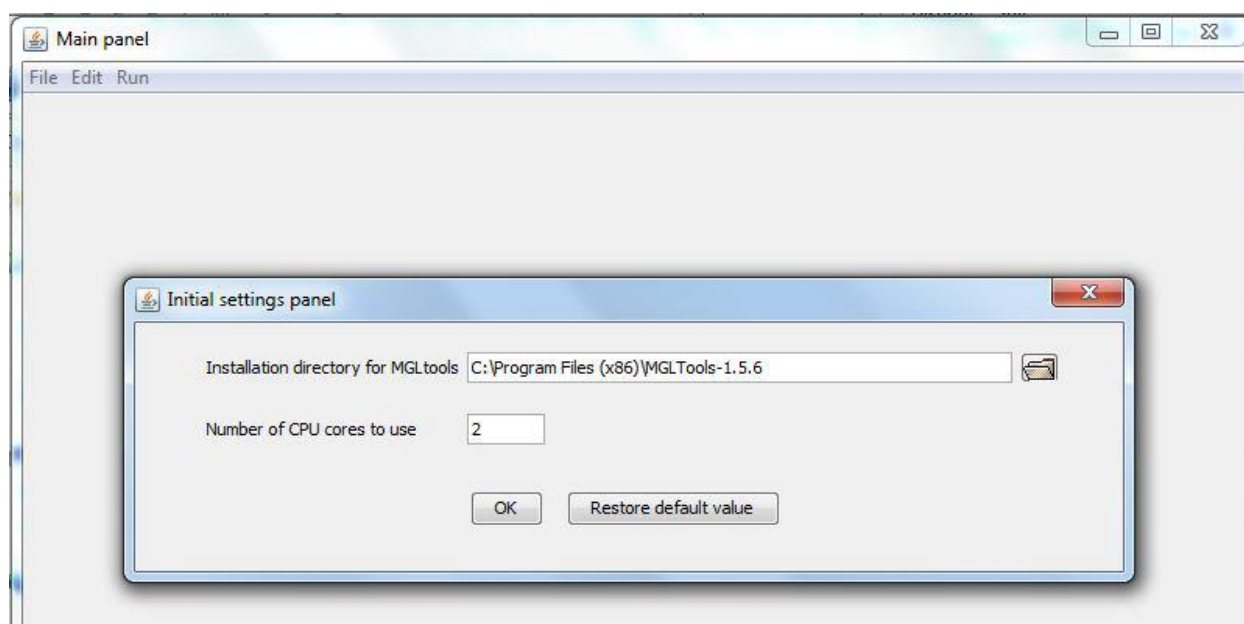 Main panel
File Edit Run
Initial settings panel
Installation directory for MGLtools C:\Program Files (x86)\MGLTools-1.5.6
Number of CPU cores to use 2
OK Restore default value